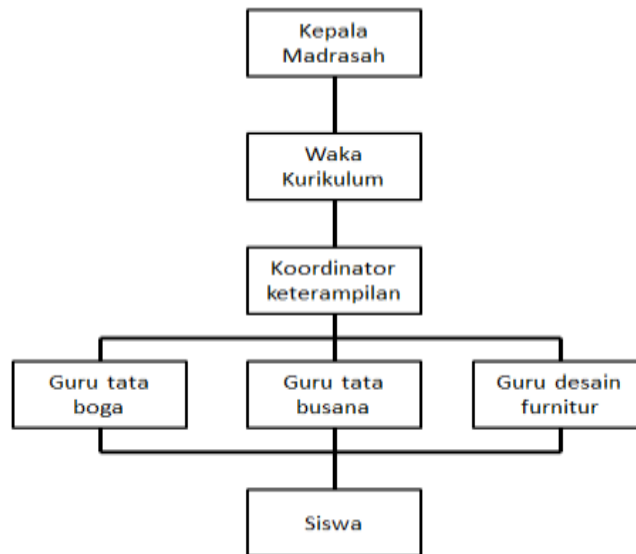 Kepala
Madrasah
Waka
Kurikulum
Koordinator
keterampilan
Guru tata
boga
Guru tata
busana
Guru desain
furnitur
Siswa